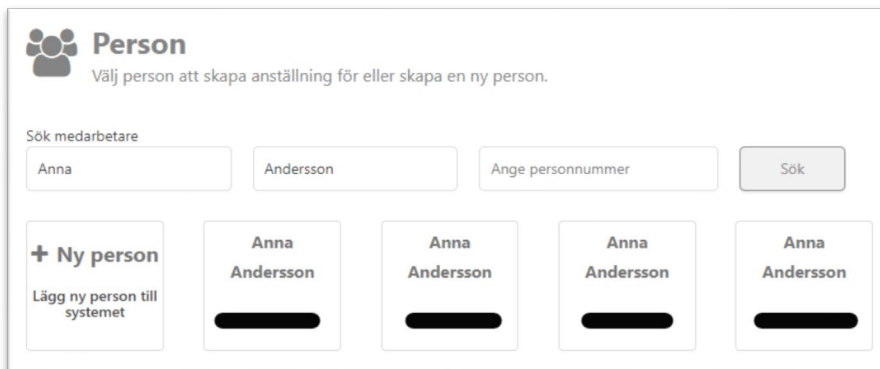 Person
Välj person att skapa anställning för eller skapa en ny person.
Sök medarbetare
Anna
Andersson
Ange personnummer
Sök
+ Ny person
Lägg ny person till
systemet
Anna
Andersson
Anna
Andersson
Anna
Andersson
Anna
Andersson